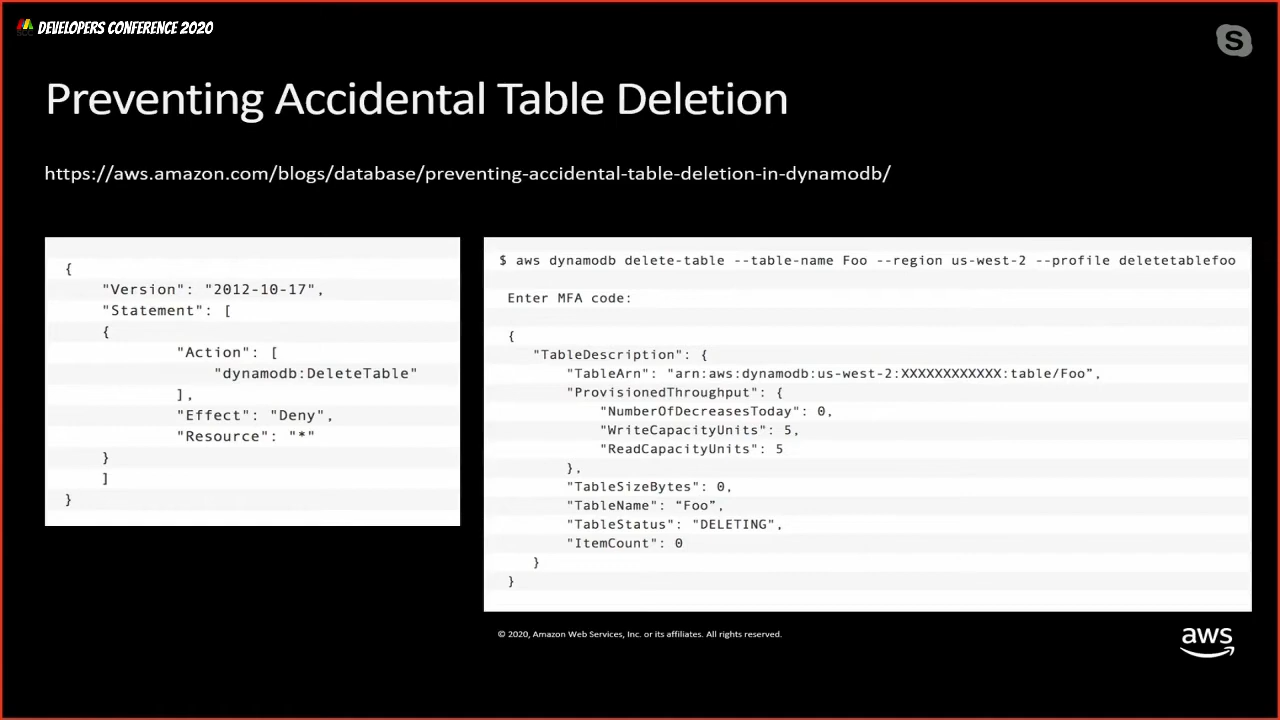 DEVELOPERS CONFERENCE 2020
S
Preventing Accidental Table Deletion
https://aws.amazon.com/blogs/database/preventing-accidental-table-deletion-in-dynamodb/
{
"Version": "2012-10-17",
"Statement": [
{
"Action": [
"dynamodb:DeleteTable"
],
"Effect": "Deny",
"Resource": "*"
}
]
}
$ aws dynamodb delete-table --table-name Foo --region us-west-2 --profile deletetablefoo
Enter MFA code:
{
"TableDescription": {
"TableArn": "arn:aws:dynamodb:us-west-2:XXXXXXXXXXXX:table/Foo”,
"ProvisionedThroughput": {
"NumberOfDecreasesToday": 0,
"WriteCapacityUnits": 5,
"ReadCapacityUnits": 5
},
"TableSizeBytes": 0,
"TableName": “Foo”,
"TableStatus": "DELETING",
"ItemCount": 0
}
}
© 2020, Amazon Web Services, Inc. or its affiliates. All rights reserved.
aws